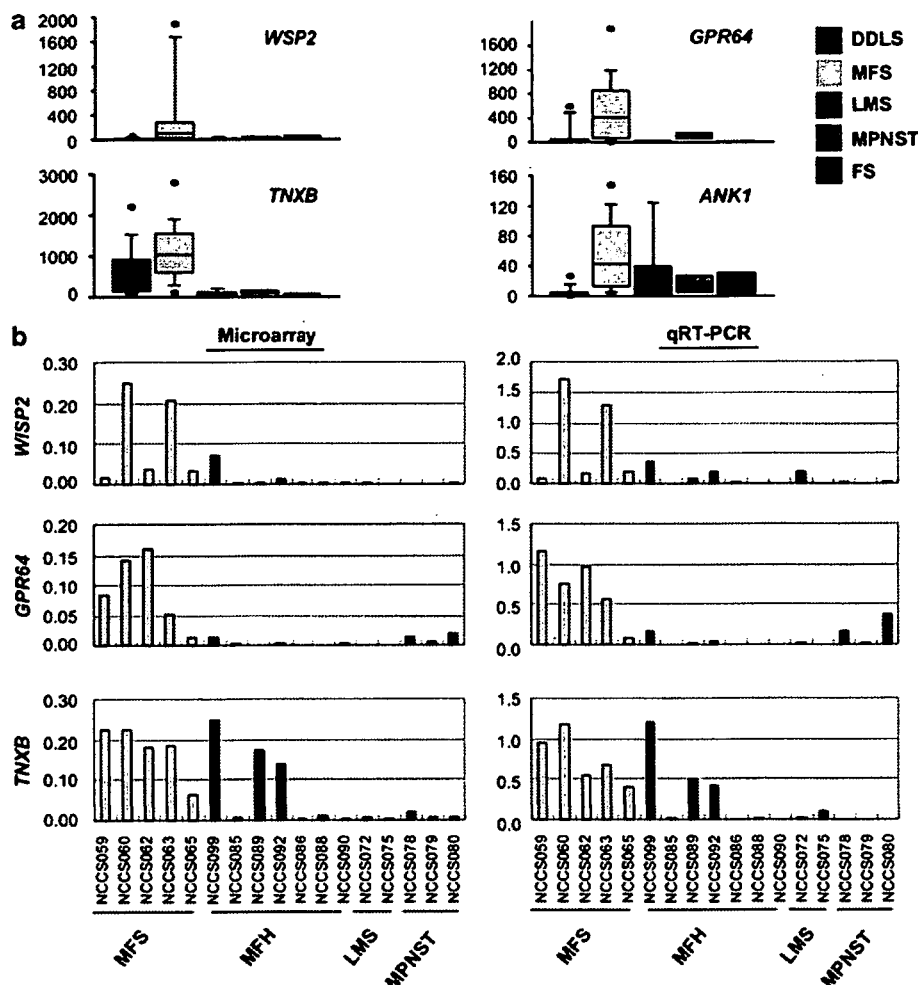 a
WSP2
2000
1600
1200
800
400
0
GPR64
1600
1200
800
400
0
DDLS
MFS
LMS
MPNST
FS
TNXB
3000
2000
1000
0
ANK1
160
120
80
40
0
b
Microarray
qRT-PCR
WISP2
0.30
0.20
0.10
0.00
2.0
1.5
1.0
0.5
0.0
GPR64
0.20
0.15
0.10
0.05
0.00
1.5
1.0
0.5
0.0
TNXB
0.30
0.20
0.10
0.00
1.5
1.0
0.5
0.0
NCCS059
NCCS060
NCCS062
NCCS063
NCCS065
NCCS099
NCCS085
NCCS089
NCCS092
NCCS086
NCCS088
NCCS090
NCCS072
NCCS075
NCCS078
NCCS079
NCCS080
NCCS059
NCCS060
NCCS062
NCCS063
NCCS065
NCCS099
NCCS085
NCCS089
NCCS092
NCCS086
NCCS088
NCCS090
NCCS072
NCCS075
NCCS078
NCCS079
NCCS080
MFS
MFH
LMS
MPNST
MFS
MFH
LMS
MPNST